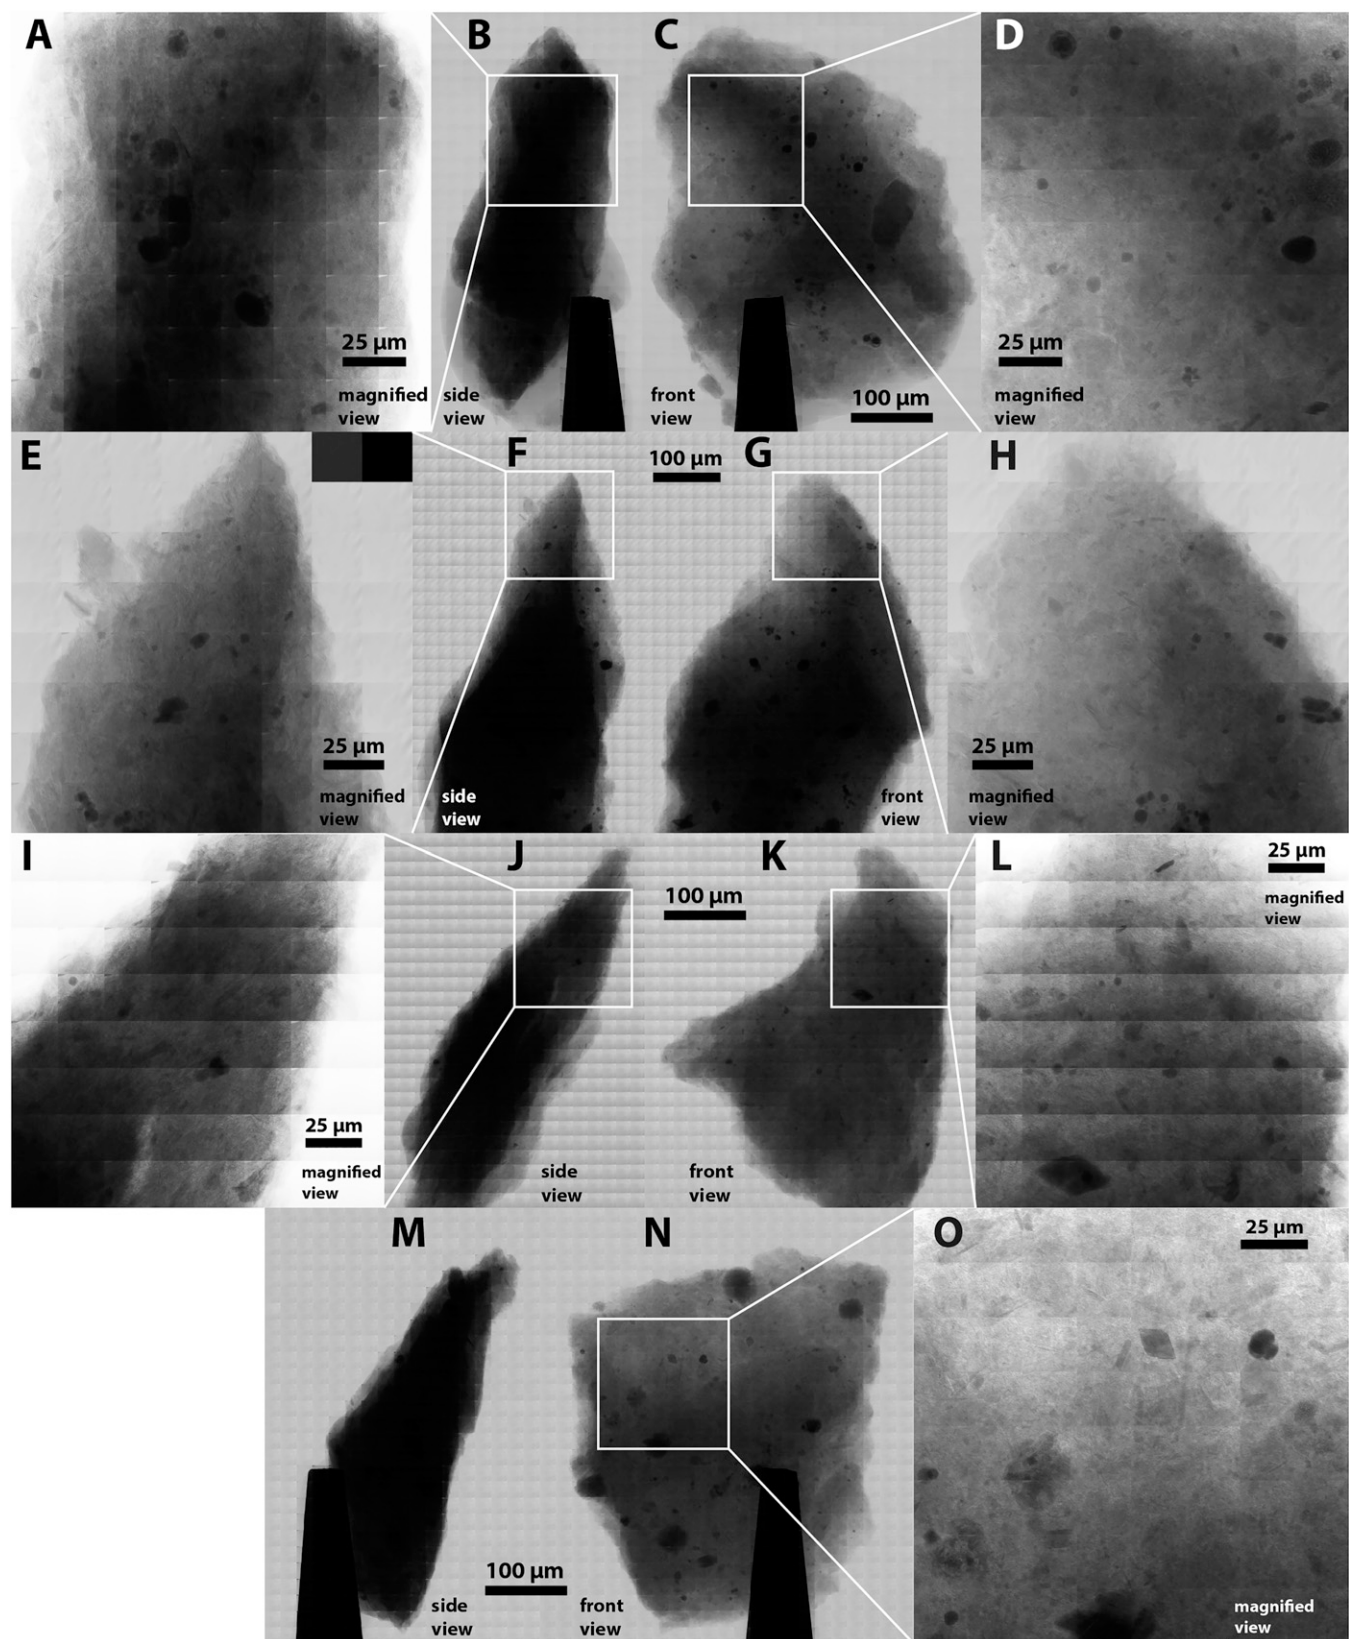 A
B
C
D
25 µm
magnified
view
side
view
front
view
100 µm
25 µm
magnified
view
E
F
100 µm
G
H
25 µm
magnified
view
side
view
front
view
25 µm
magnified
view
I
J
K
L
100 µm
25 µm
magnified
view
25 µm
magnified
view
side
view
front
view
M
N
O
25 µm
100 µm
side
view
front
view
magnified
view